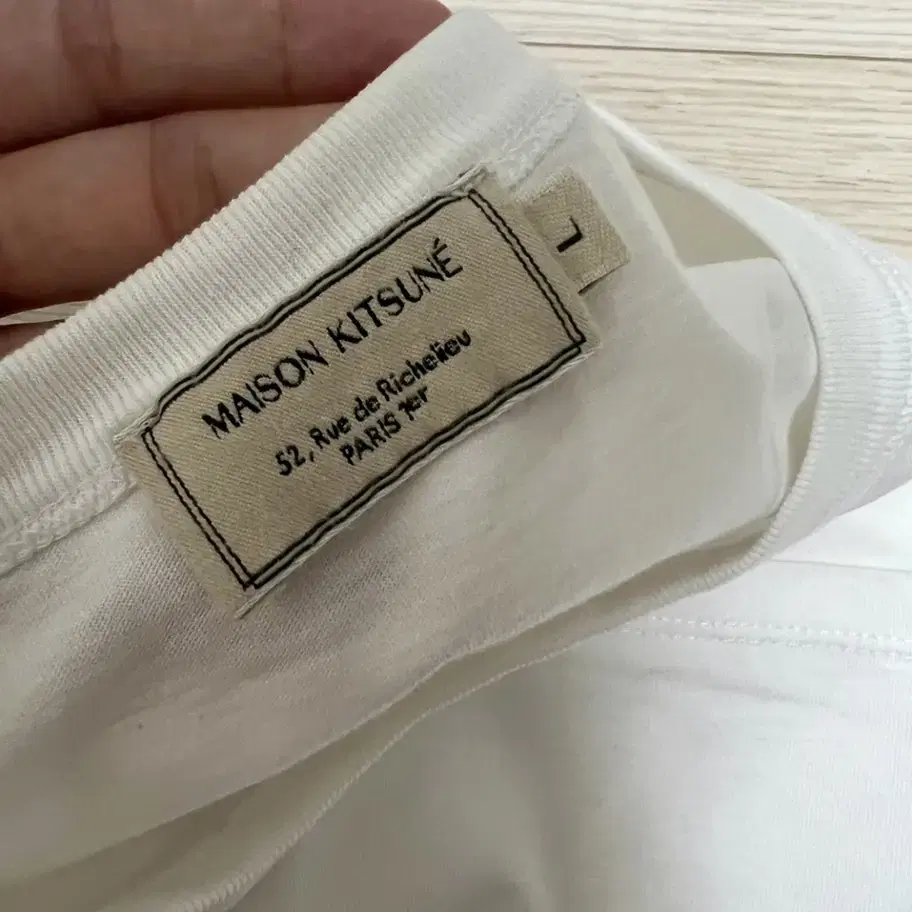 MAISON KITSUNÉ
52, Rue de Richelieu
PARIS 1er
L